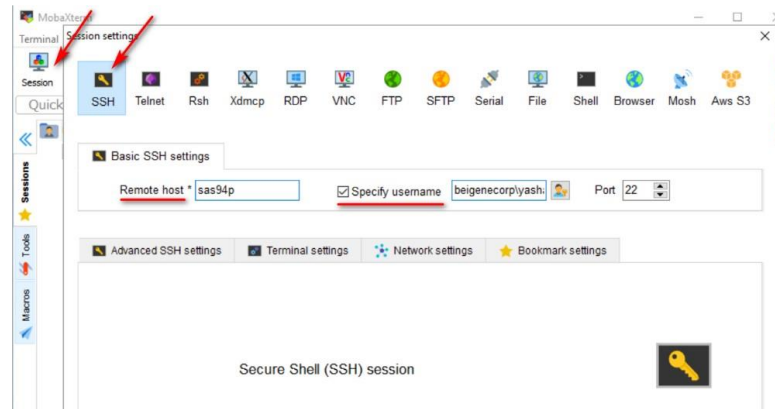 MobaXterm
Terminal
Session settings
Session
Quick
SSH Telnet Rsh Xdmcp RDP VNC FTP SFTP Serial File Shell Browser Mosh Aws S3
Basic SSH settings
Remote host * sas94p Specify username beigenecorp\yasha Port 22
Sessions
Advanced SSH settings Terminal settings Network settings Bookmark settings
Tools
Macros
Secure Shell (SSH) session